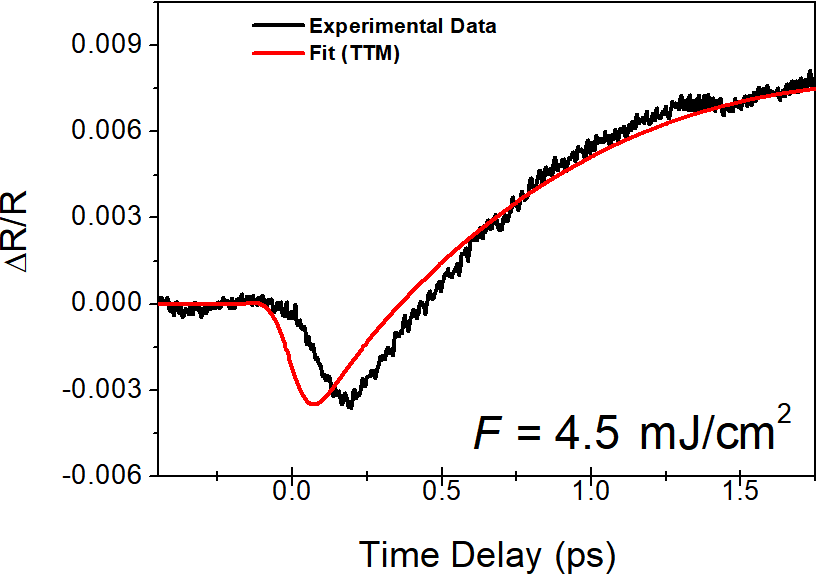 Experimental Data
Fit (TTM)
0.009
0.006
0.003
0.000
-0.003
-0.006
ΔR/R
F = 4.5 mJ/cm²
0.0 0.5 1.0 1.5
Time Delay (ps)